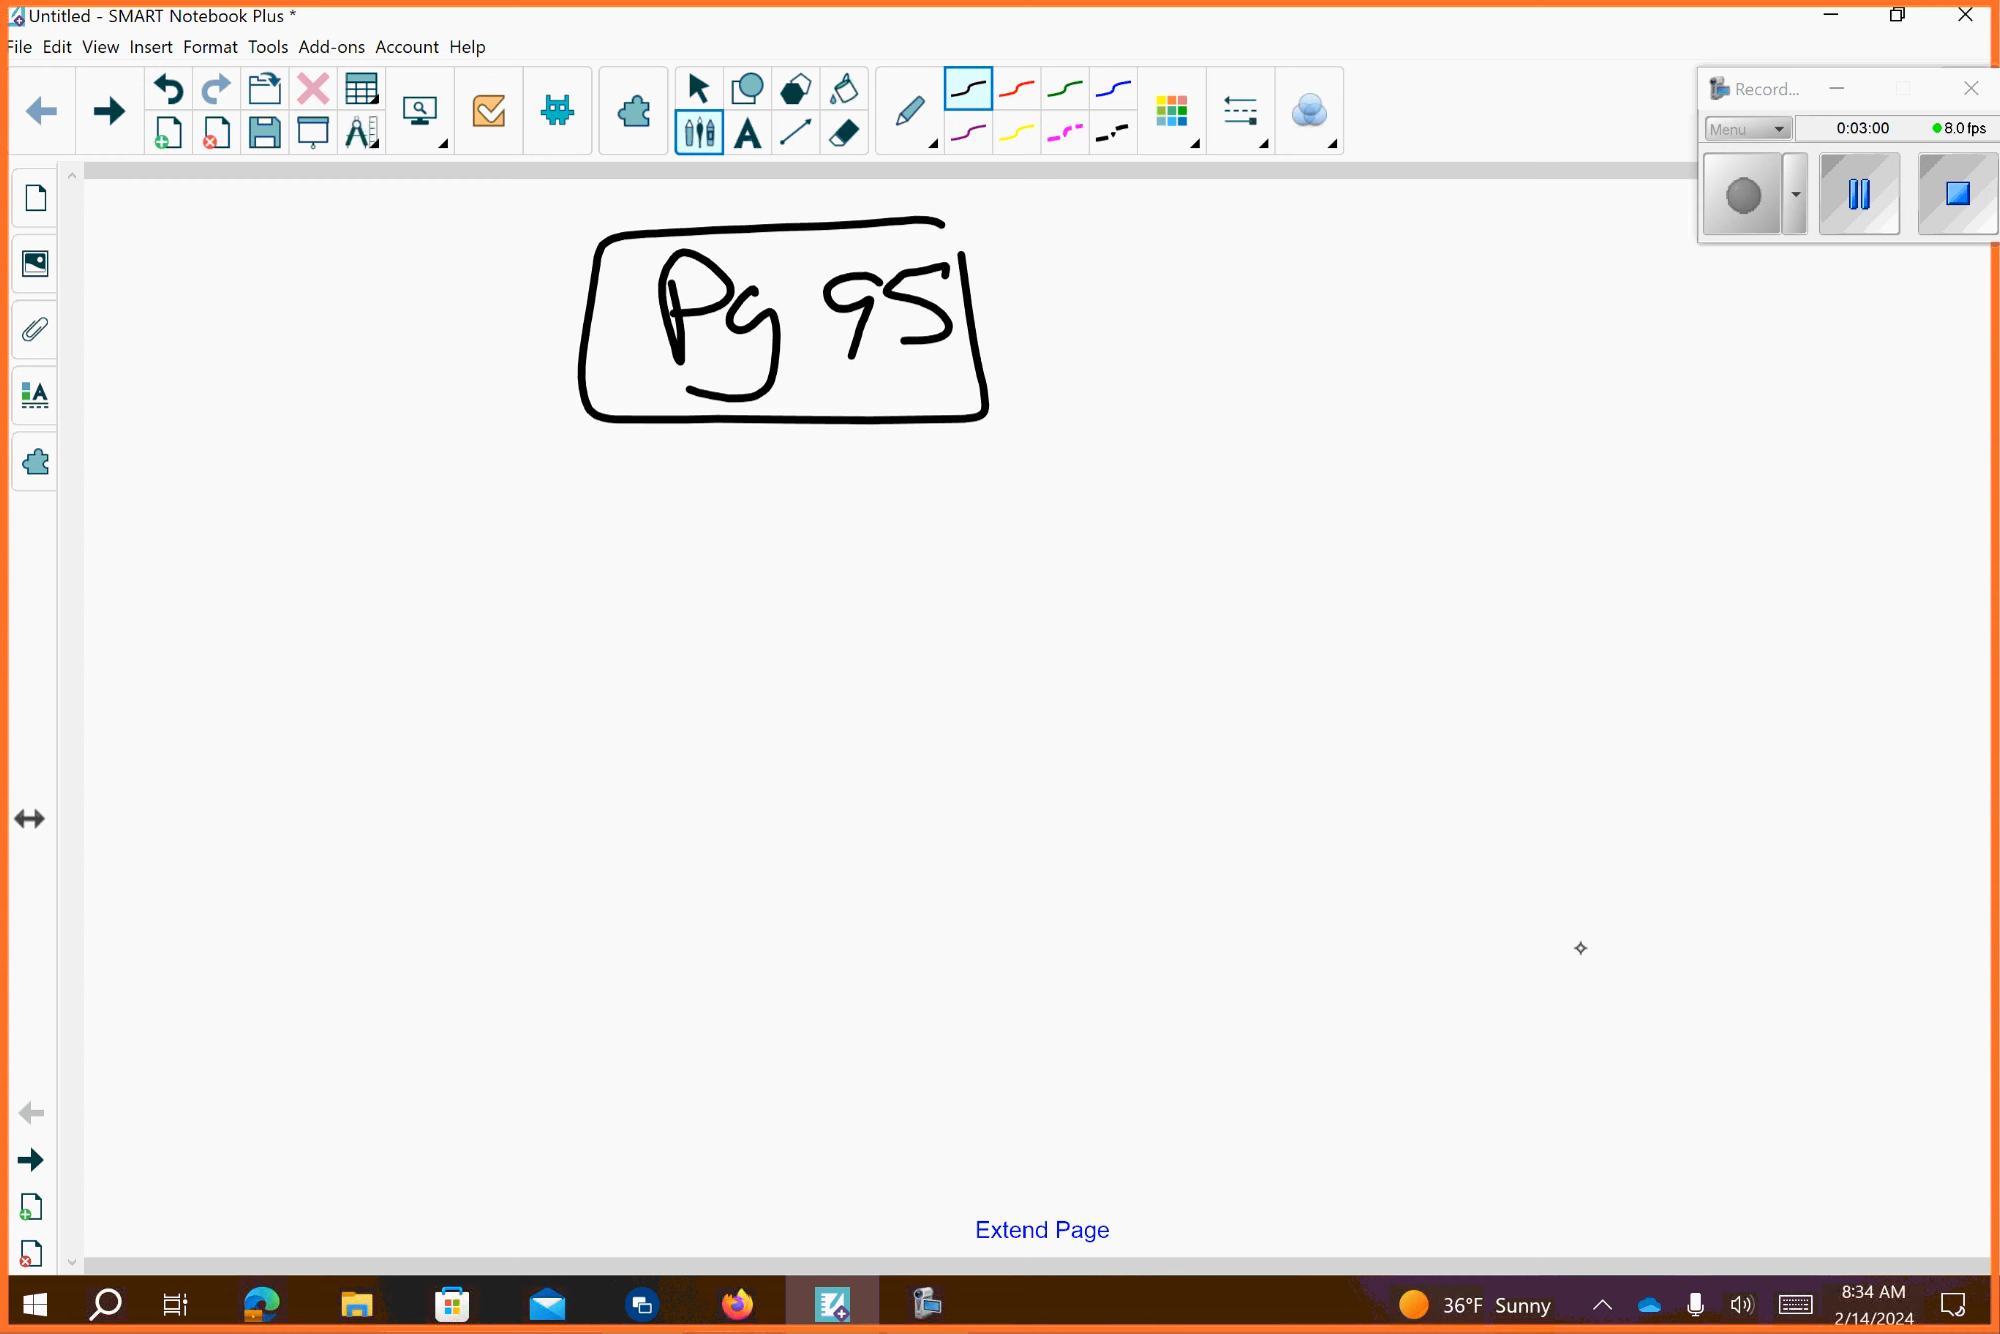 Untitled - SMART Notebook Plus *
File Edit View Insert Format Tools Add-ons Account Help
Record...
Menu 0:03:00 8.0 fps
Pg 95
Extend Page
36°F Sunny
8:34 AM
2/14/2024